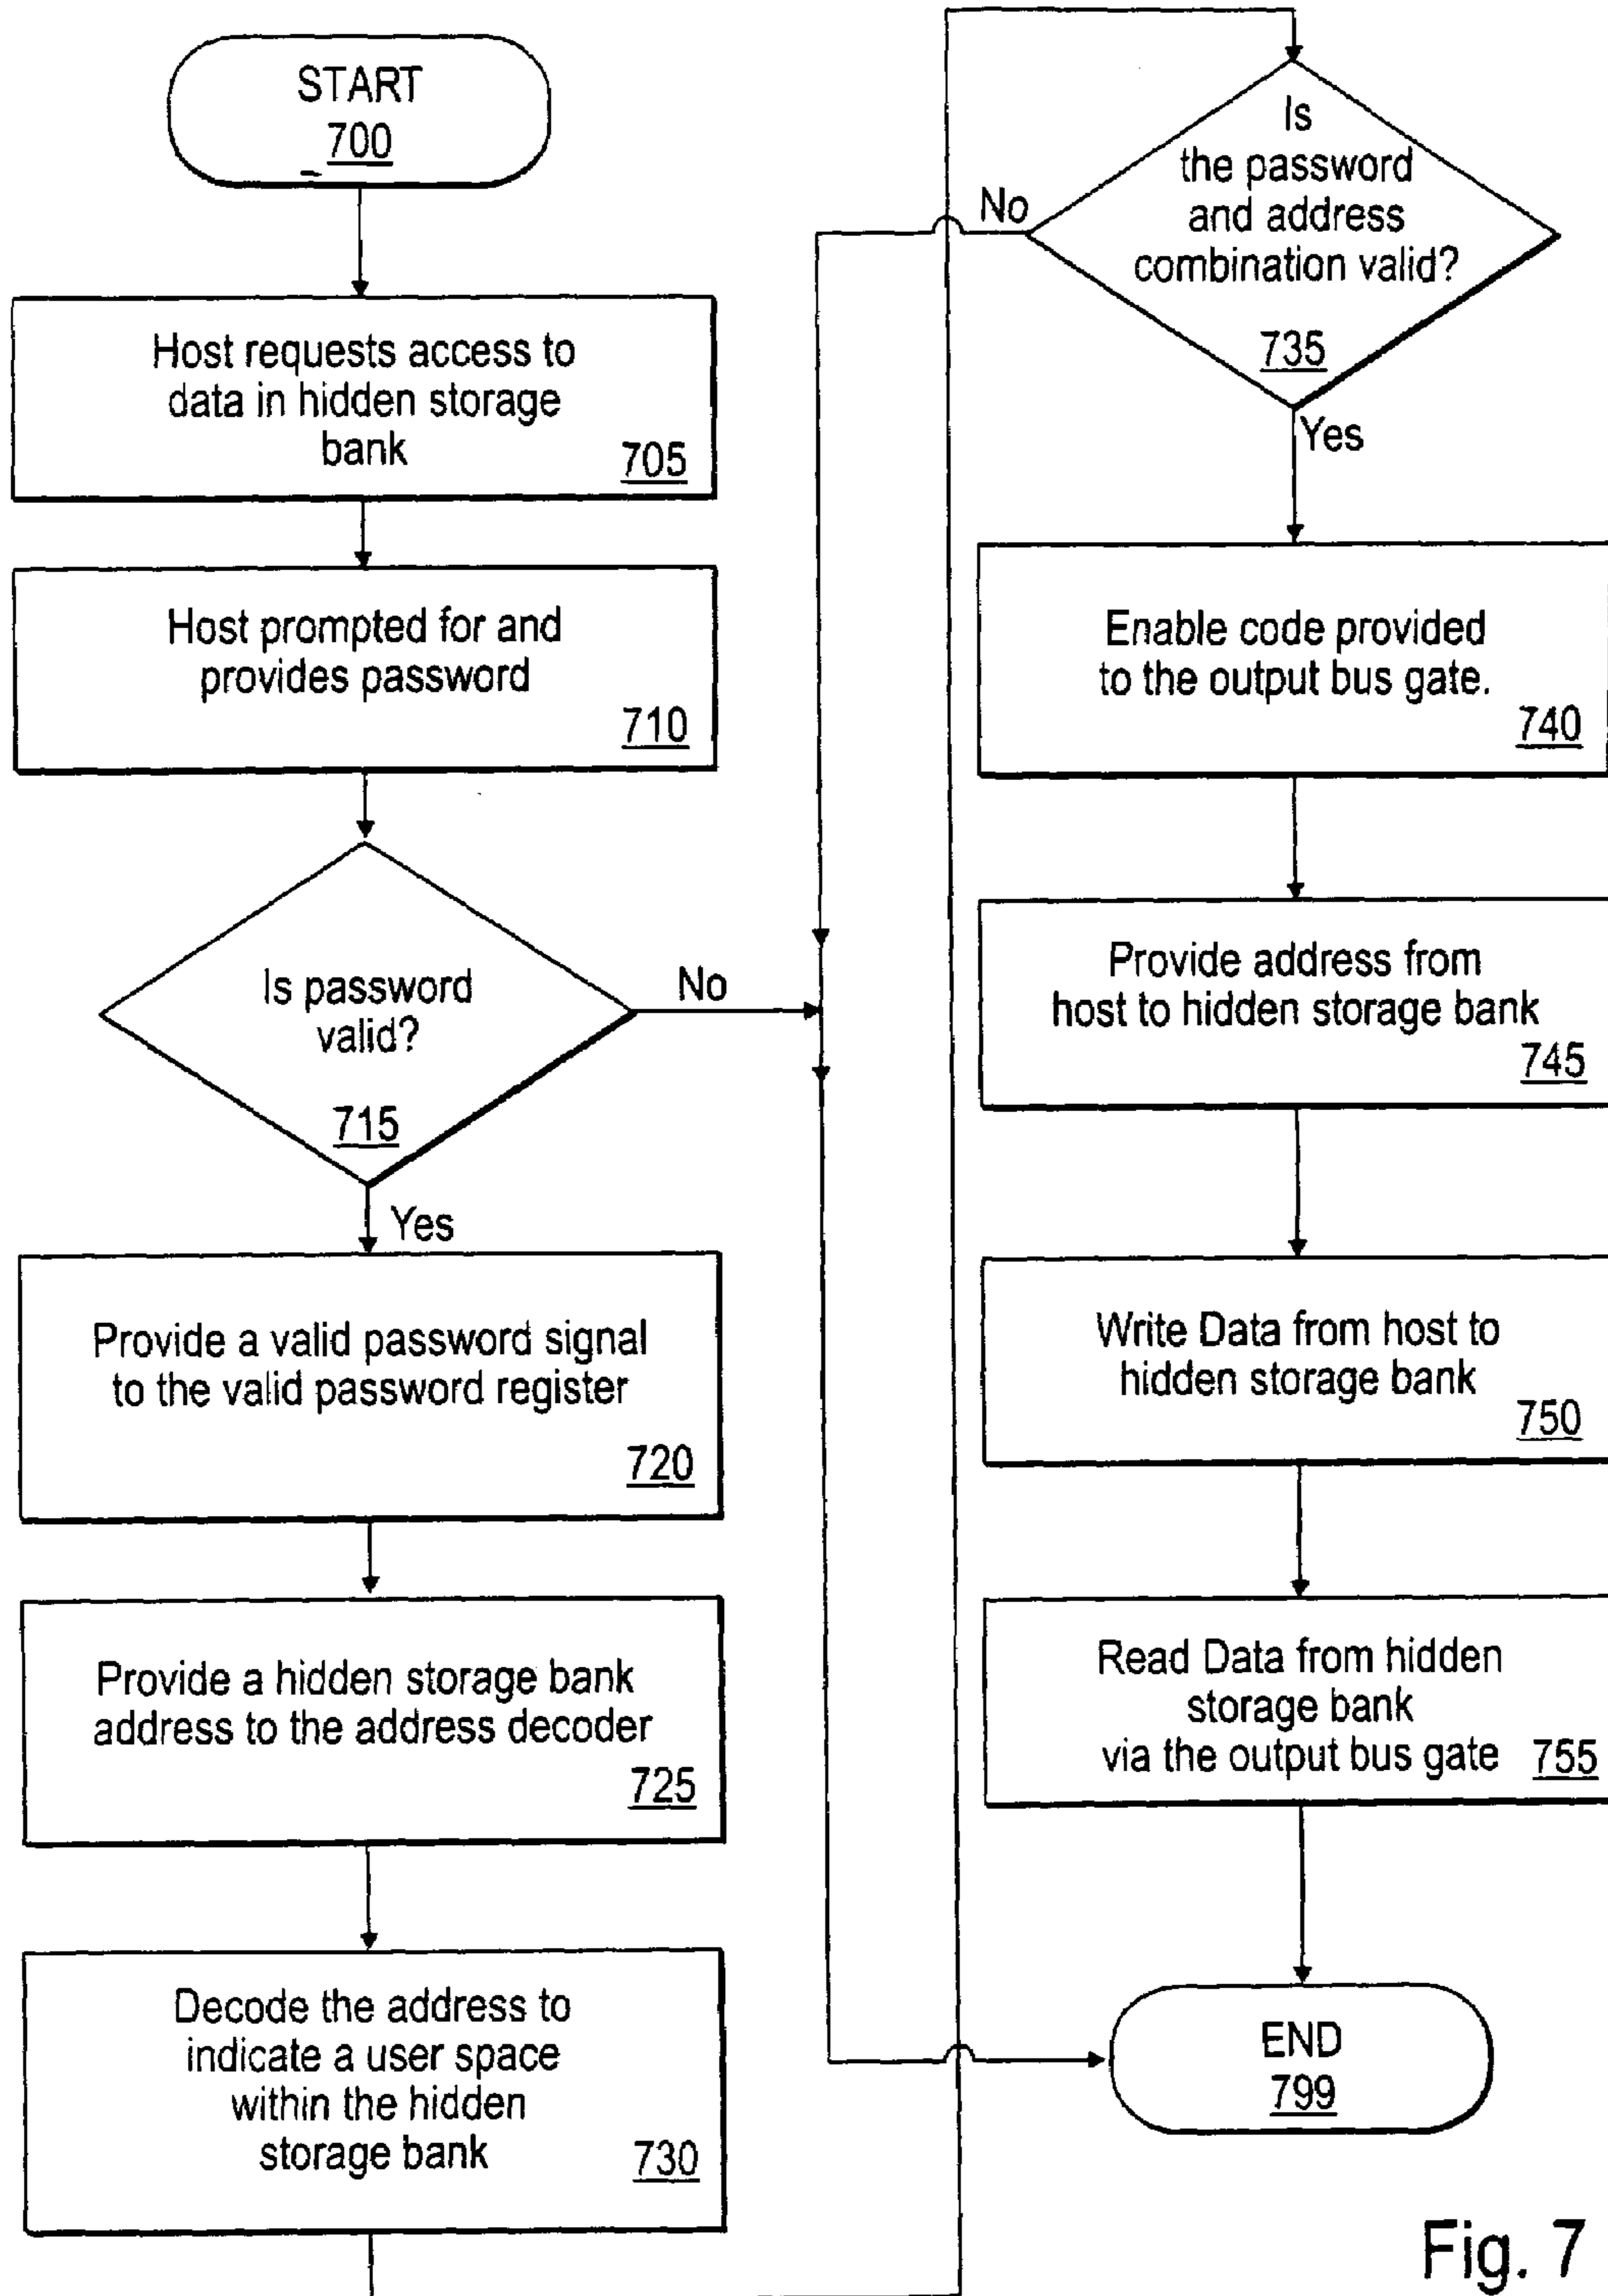 START
700
Host requests access to
data in hidden storage
bank
705
Host prompted for and
provides password
710
Is password
valid?
715
No
Yes
Provide a valid password signal
to the valid password register
720
Provide a hidden storage bank
address to the address decoder
725
Decode the address to
indicate a user space
within the hidden
storage bank
730
Is
the password
and address
combination valid?
735
No
Yes
Enable code provided
to the output bus gate.
740
Provide address from
host to hidden storage bank
745
Write Data from host to
hidden storage bank
750
Read Data from hidden
storage bank
via the output bus gate
755
END
799
Fig. 7